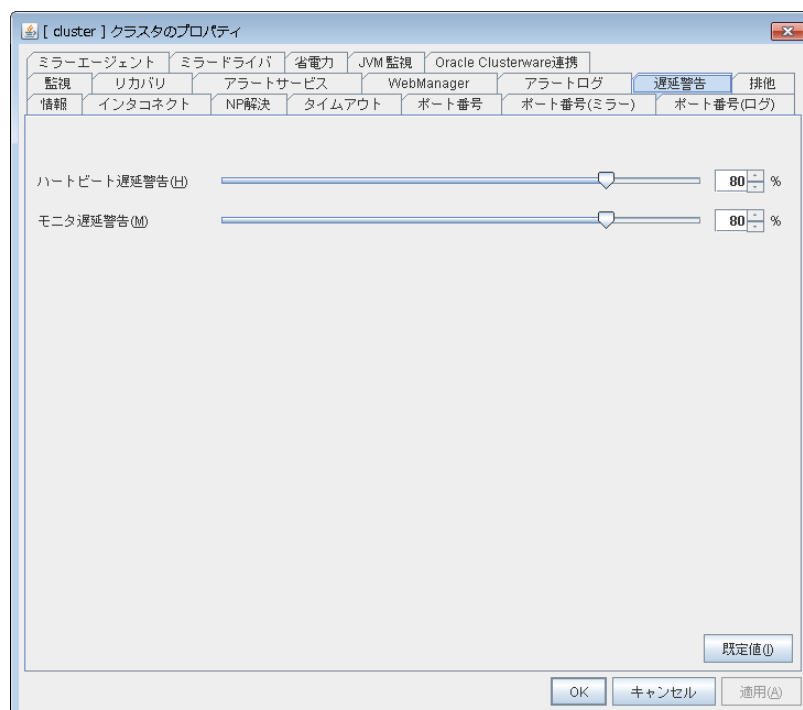 [ cluster ] クラスタのプロパティ
ミラーエージェント ミラードライバ 省電力 JVM監視 Oracle Clusterware連携
監視 リカバリ アラートサービス WebManager アラートログ 遅延警告 排他
情報 インタコネクト NP解決 タイムアウト ポート番号 ポート番号(ミラー) ポート番号(ログ)
ハートビート遅延警告(H) 80 %
モニタ遅延警告(M) 80 %
既定値(I)
OK キャンセル 適用(A)